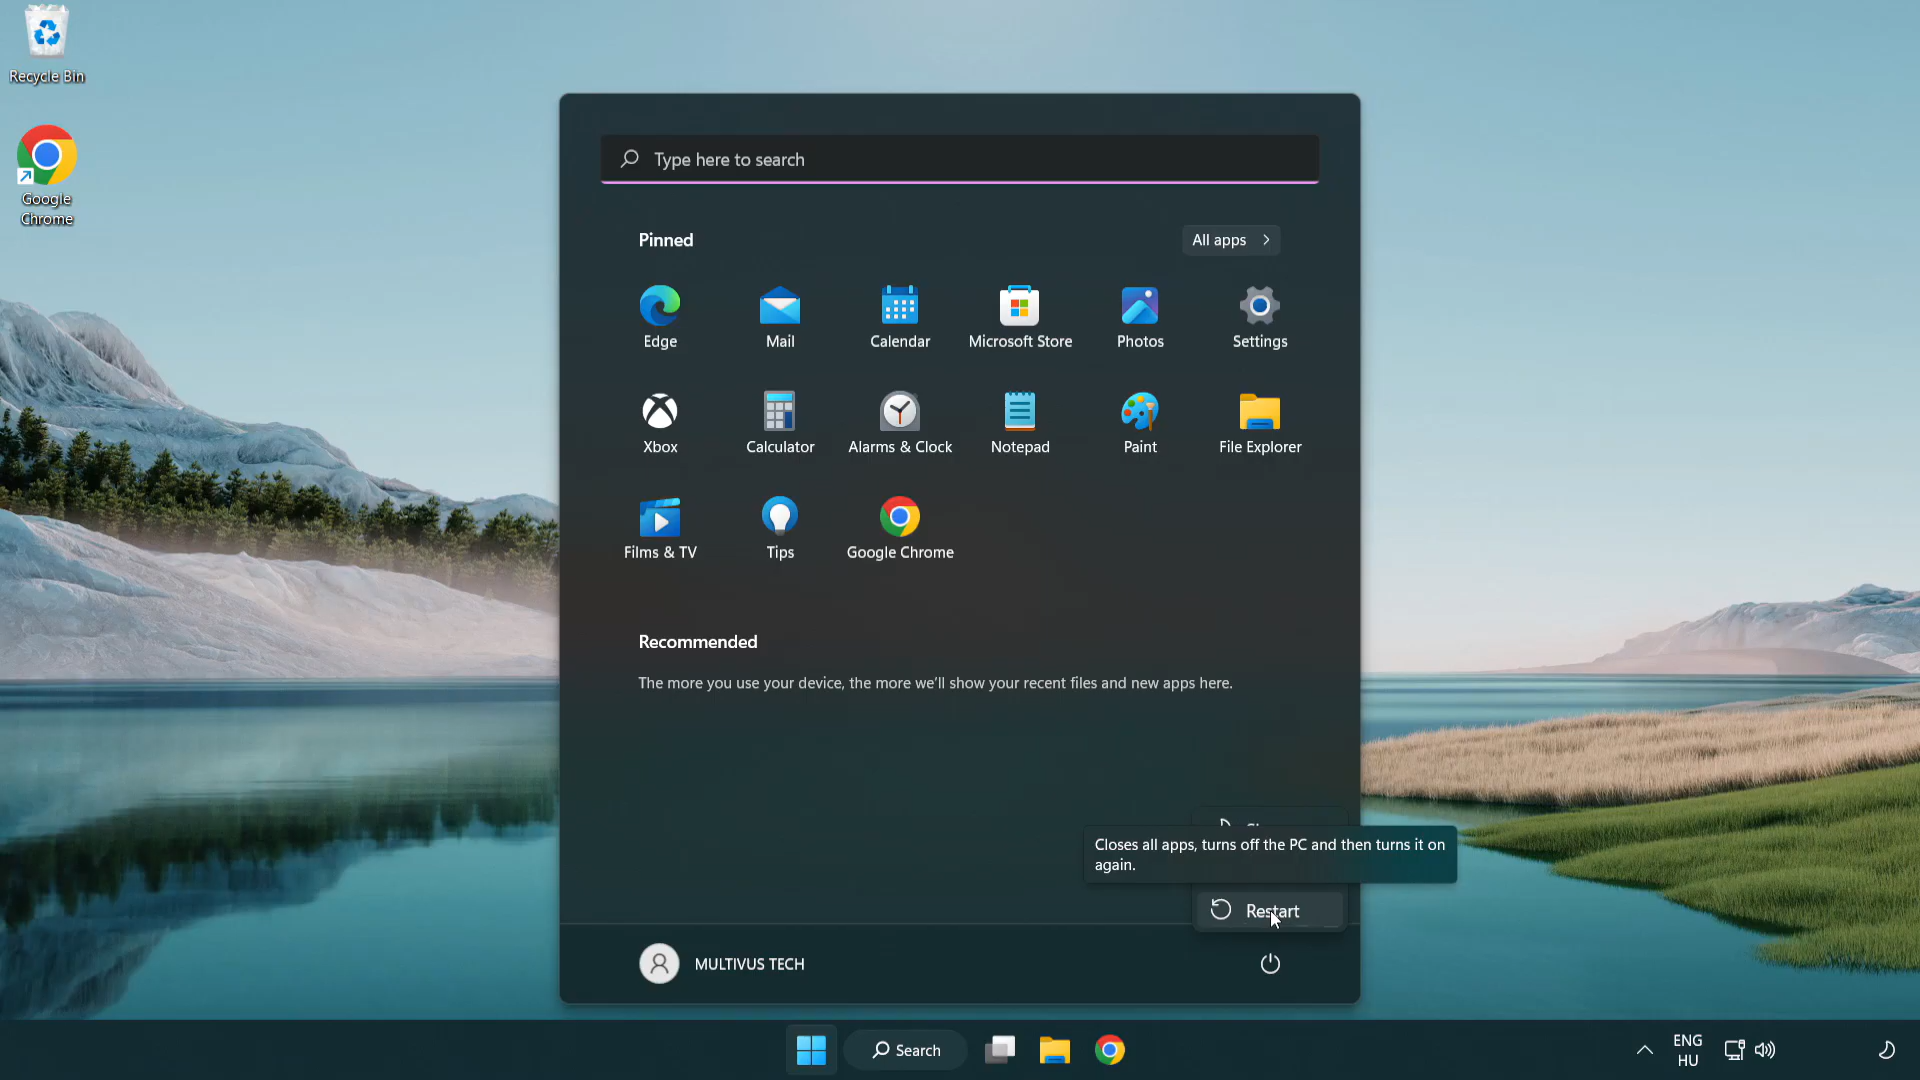 Recycle Bin
Google
Chrome
Type here to search
Pinned
All apps
Edge
Mail
Calendar
Microsoft Store
Photos
Settings
Xbox
Calculator
Alarms & Clock
Notepad
Paint
File Explorer
Films & TV
Tips
Google Chrome
Recommended
The more you use your device, the more we'll show your recent files and new apps here.
Closes all apps, turns off the PC and then turns it on
again.
Restart
MULTIVUS TECH
Search
ENG
HU